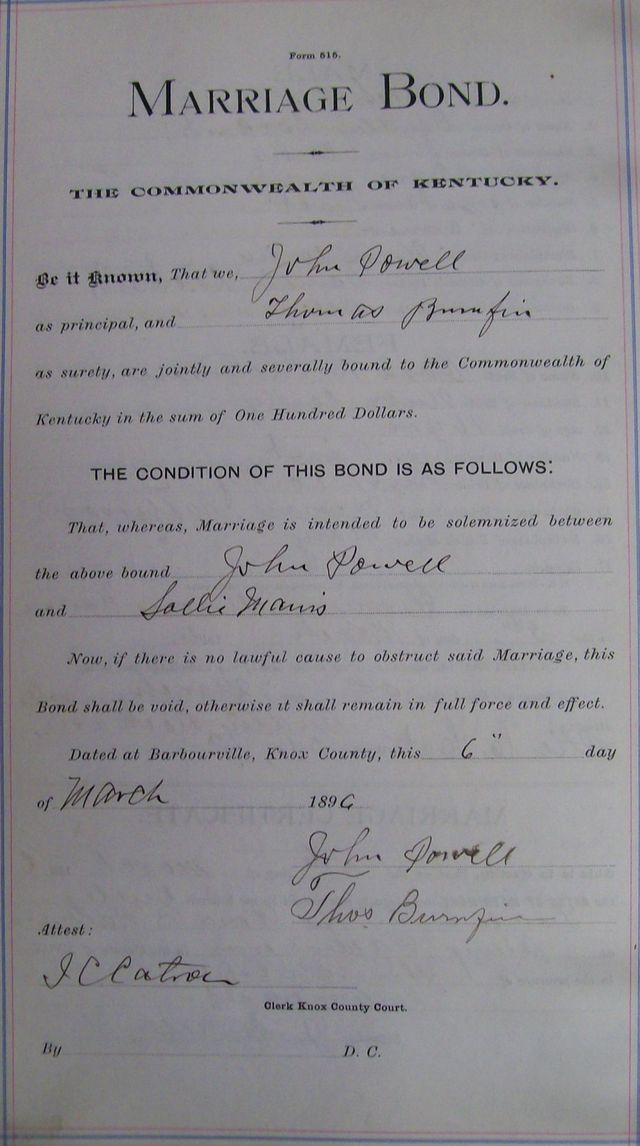 Form 515.
MARRIAGE BOND.
THE COMMONWEALTH OF KENTUCKY.
Be it Known, That we, John Powell
as principal, and Thomas Burnfin
as surety, are jointly and severally bound to the Commonwealth of
Kentucky in the sum of One Hundred Dollars.
THE CONDITION OF THIS BOND IS AS FOLLOWS:
That, whereas, Marriage is intended to be solemnized between
the above bound John Powell
and Sallie Mavis
Now, if there is no lawful cause to obstruct said Marriage, this
Bond shall be void, otherwise it shall remain in full force and effect.
Dated at Barbourville, Knox County, this 6" day
of March 1896
John Powell
Thos Burnfin
Attest:
J C Catron
Clerk Knox County Court.
By D. C.